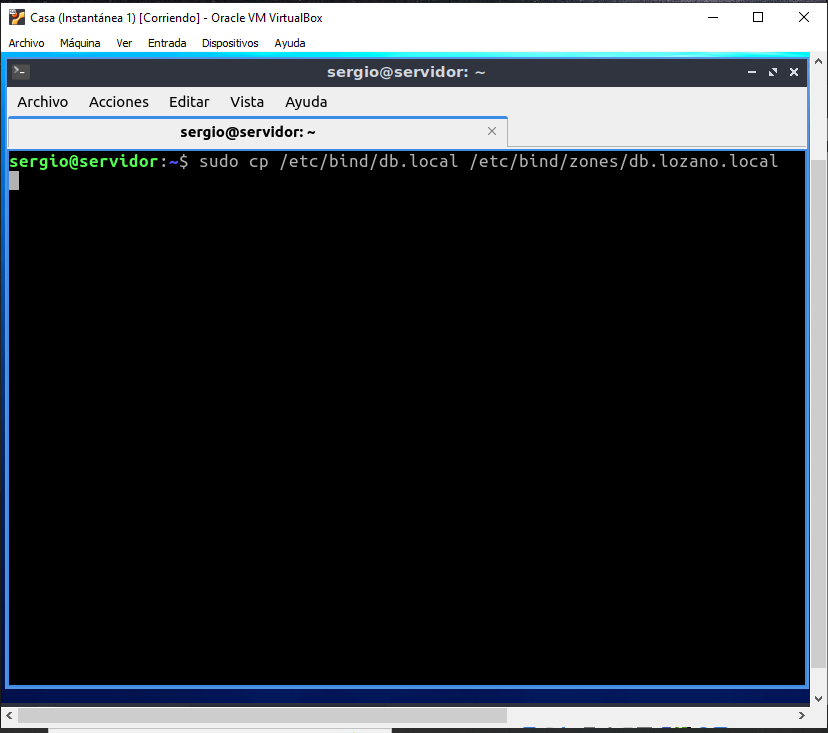 Casa (Instantánea 1) [Corriendo] - Oracle VM VirtualBox
Archivo Máquina Ver Entrada Dispositivos Ayuda
sergio@servidor: ~
Archivo Acciones Editar Vista Ayuda
sergio@servidor: ~
sergio@servidor:~$ sudo cp /etc/bind/db.local /etc/bind/zones/db.lozano.local